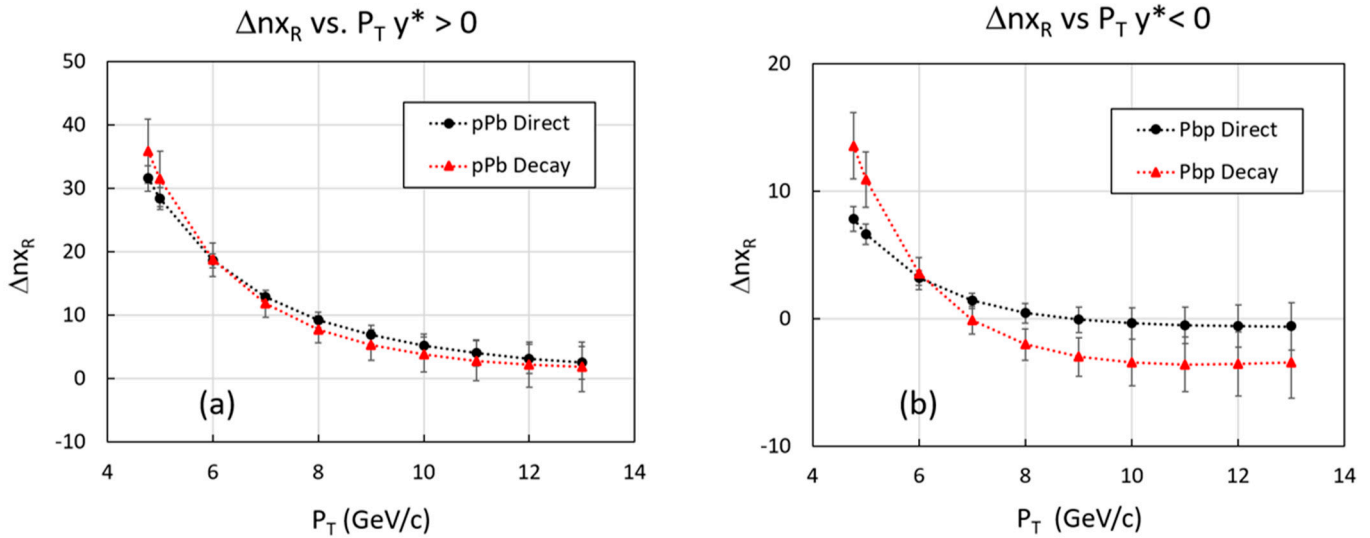 ΔnxR vs. PT y* > 0
50
40
30
20
10
0
-10
4
6
8
10
12
14
ΔnxR
PT (GeV/c)
pPb Direct
pPb Decay
(a)
ΔnxR vs PT y*< 0
20
10
0
-10
4
6
8
10
12
14
ΔnxR
PT (GeV/c)
Pbp Direct
Pbp Decay
(b)